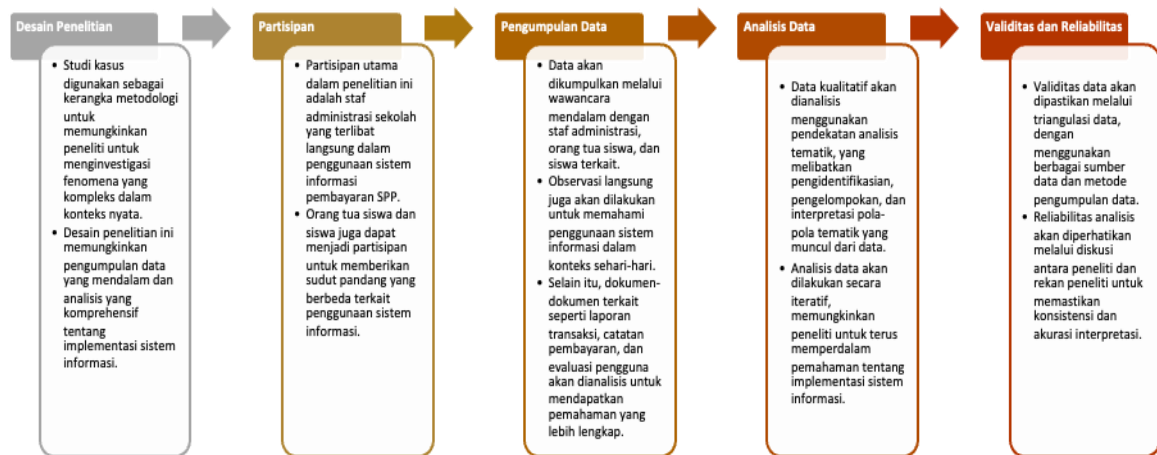 Desain Penelitian
• Studi kasus
digunakan sebagai
kerangka metodologi
untuk
memungkinkan
peneliti untuk
menginvestigasi
fenomena yang
kompleks dalam
konteks nyata.
• Desain penelitian ini
memungkinkan
pengumpulan data
yang mendalam dan
analisis yang
komprehensif
tentang
implementasi sistem
informasi.
Partisipan
• Partisipan utama
dalam penelitian ini
adalah staf
administrasi sekolah
yang terlibat
langsung dalam
penggunaan sistem
informasi
pembayaran SPP.
• Orang tua siswa dan
siswa juga dapat
menjadi partisipan
untuk memberikan
sudut pandang yang
berbeda terkait
penggunaan sistem
informasi.
Pengumpulan Data
• Data akan
dikumpulkan melalui
wawancara
mendalam dengan
staf administrasi,
orang tua siswa, dan
siswa terkait.
• Observasi langsung
juga akan dilakukan
untuk memahami
penggunaan sistem
informasi dalam
konteks sehari-hari.
• Selain itu, dokumen-
dokumen terkait
seperti laporan
transaksi, catatan
pembayaran, dan
evaluasi pengguna
akan dianalisis untuk
mendapatkan
pemahaman yang
lebih lengkap.
Analisis Data
• Data kualitatif akan
dianalisis
menggunakan
pendekatan analisis
tematik, yang
melibatkan
pengidentifikasian,
pengelompokan, dan
interpretasi pola-
pola tematik yang
muncul dari data.
• Analisis data akan
dilakukan secara
iteratif,
memungkinkan
peneliti untuk terus
memperdalam
pemahaman tentang
implementasi sistem
informasi.
Validitas dan Reliabilitas
• Validitas data akan
dipastikan melalui
triangulasi data,
dengan
menggunakan
berbagai sumber
data dan metode
pengumpulan data.
• Reliabilitas analisis
akan diperhatikan
melalui diskusi
antara peneliti dan
rekan peneliti untuk
memastikan
konsistensi dan
akurasi interpretasi.